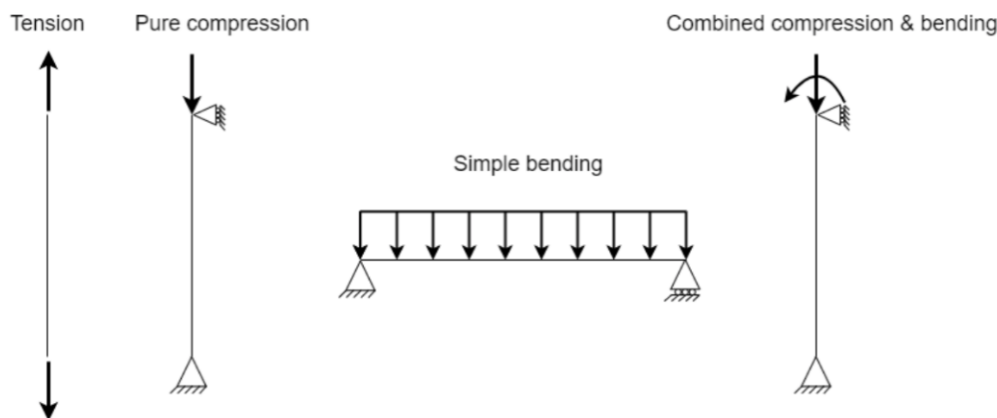 Tension
Pure compression
Combined compression & bending
Simple bending